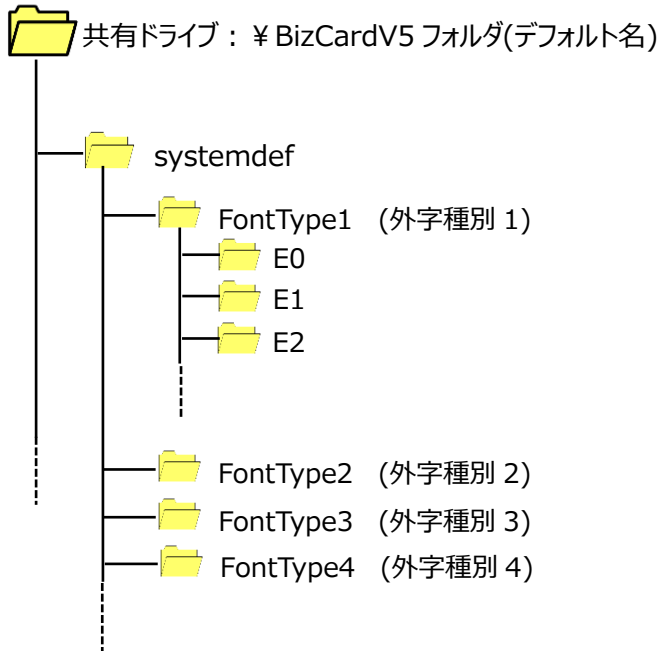 共有ドライブ：￥BizCardV5 フォルダ(デフォルト名)
systemdef
FontType1 (外字種別 1)
E0
E1
E2
FontType2 (外字種別 2)
FontType3 (外字種別 3)
FontType4 (外字種別 4)